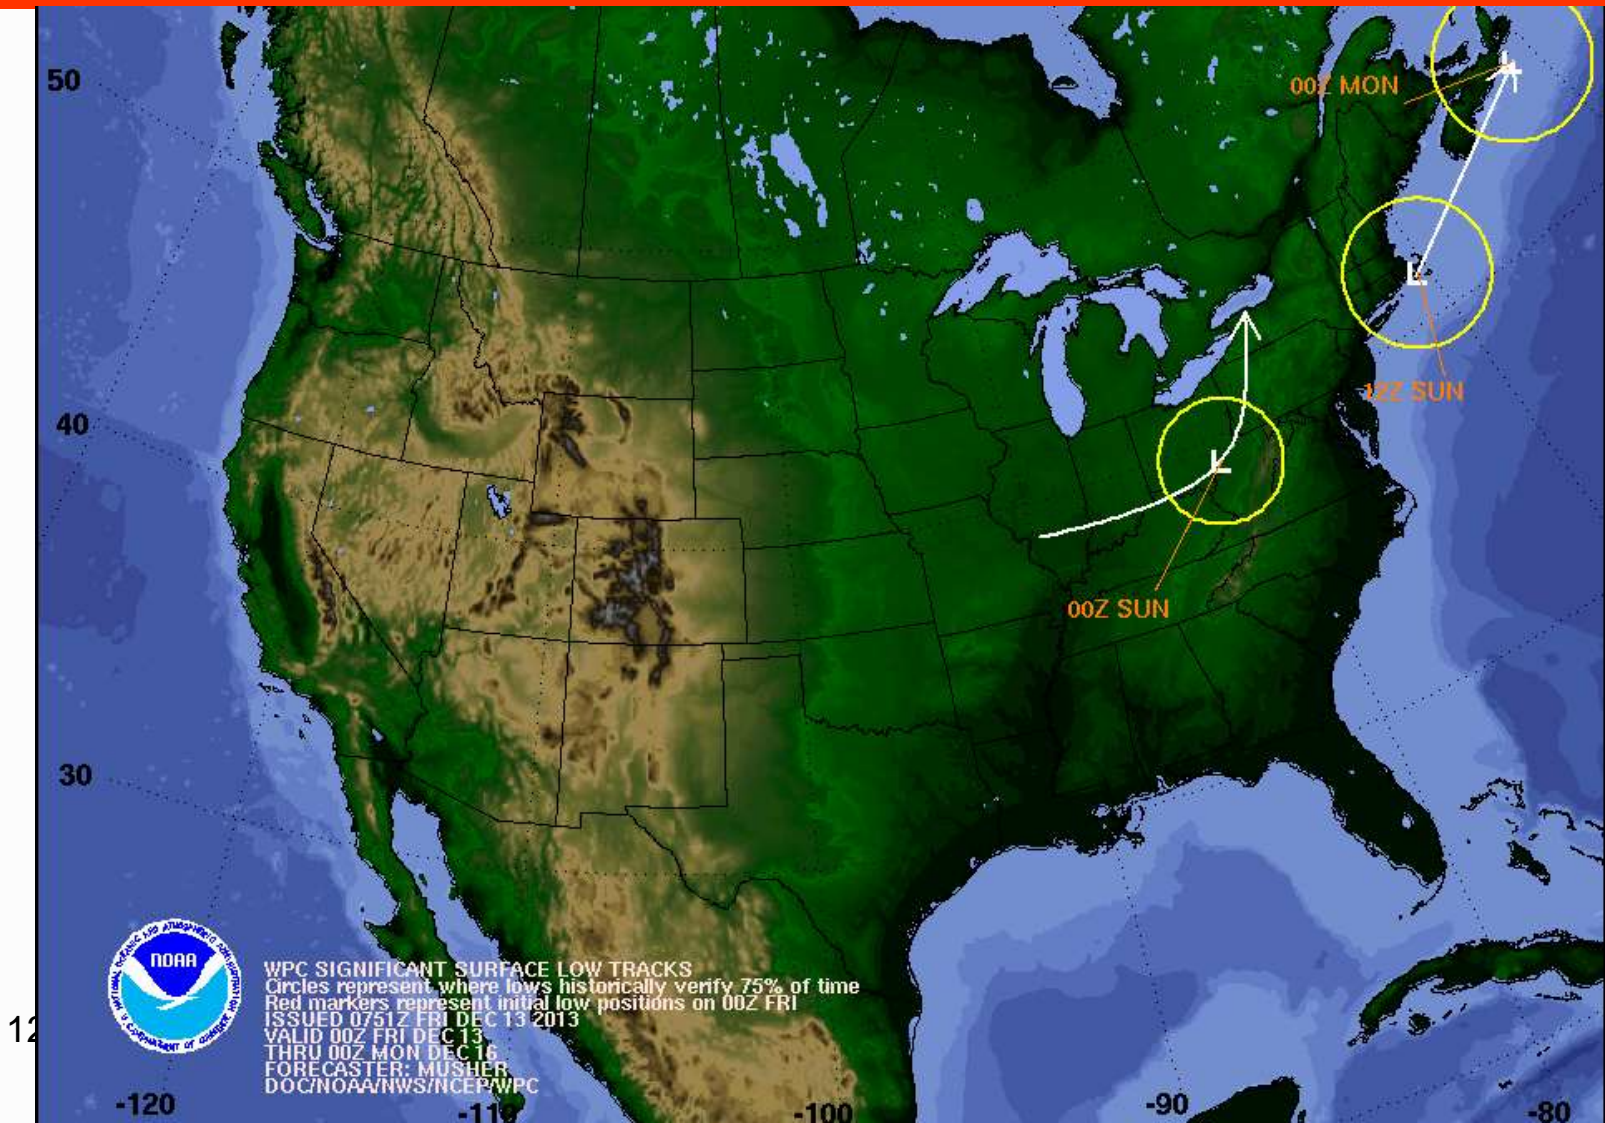 50
00Z MON
L
L
12Z SUN
40
L
00Z SUN
30
NOAA
WPC SIGNIFICANT SURFACE LOW TRACKS
Circles represent where lows historically verify 75% of time
Red markers represent initial low positions on 00Z FRI
ISSUED 0751Z FRI DEC 13 2013
VALID 00Z FRI DEC 13
THRU 00Z MON DEC 16
FORECASTER: MUSHER
DOC/NOAA/NWS/NCEP/WPC
12
-120
-110
-100
-90
-80